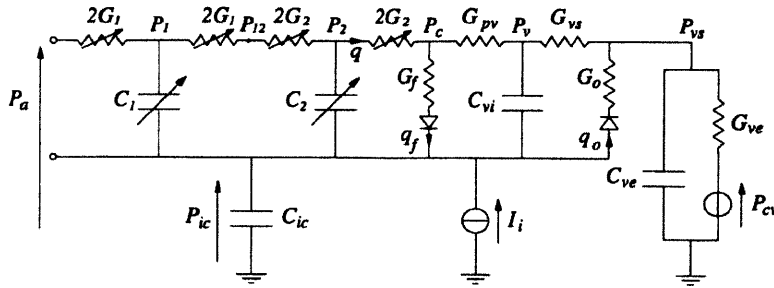 2G1 P1 2G1 P12 2G2 P2 2G2 Pc Gpv Pv Gvs Pvs
q
Pa C1 C2 Gf Cvi Go Gve
qf qo
Cve
Pic Cic Ii Pcv